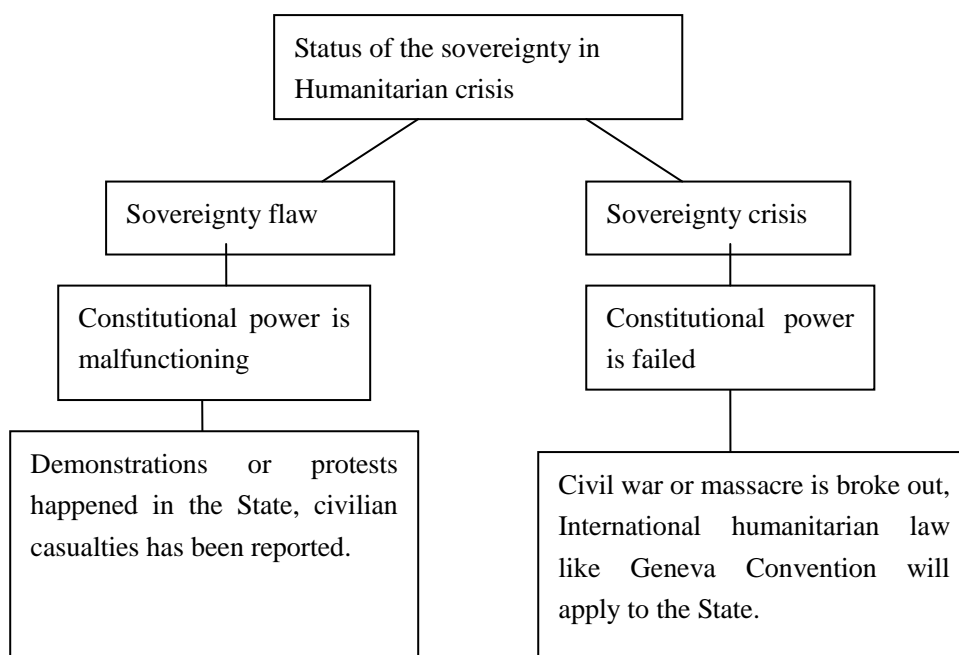 Status of the sovereignty in
Humanitarian crisis
Sovereignty flaw
Sovereignty crisis
Constitutional power is
malfunctioning
Constitutional power
is failed
Demonstrations or protests
happened in the State, civilian
casualties has been reported.
Civil war or massacre is broke out,
International humanitarian law
like Geneva Convention will
apply to the State.